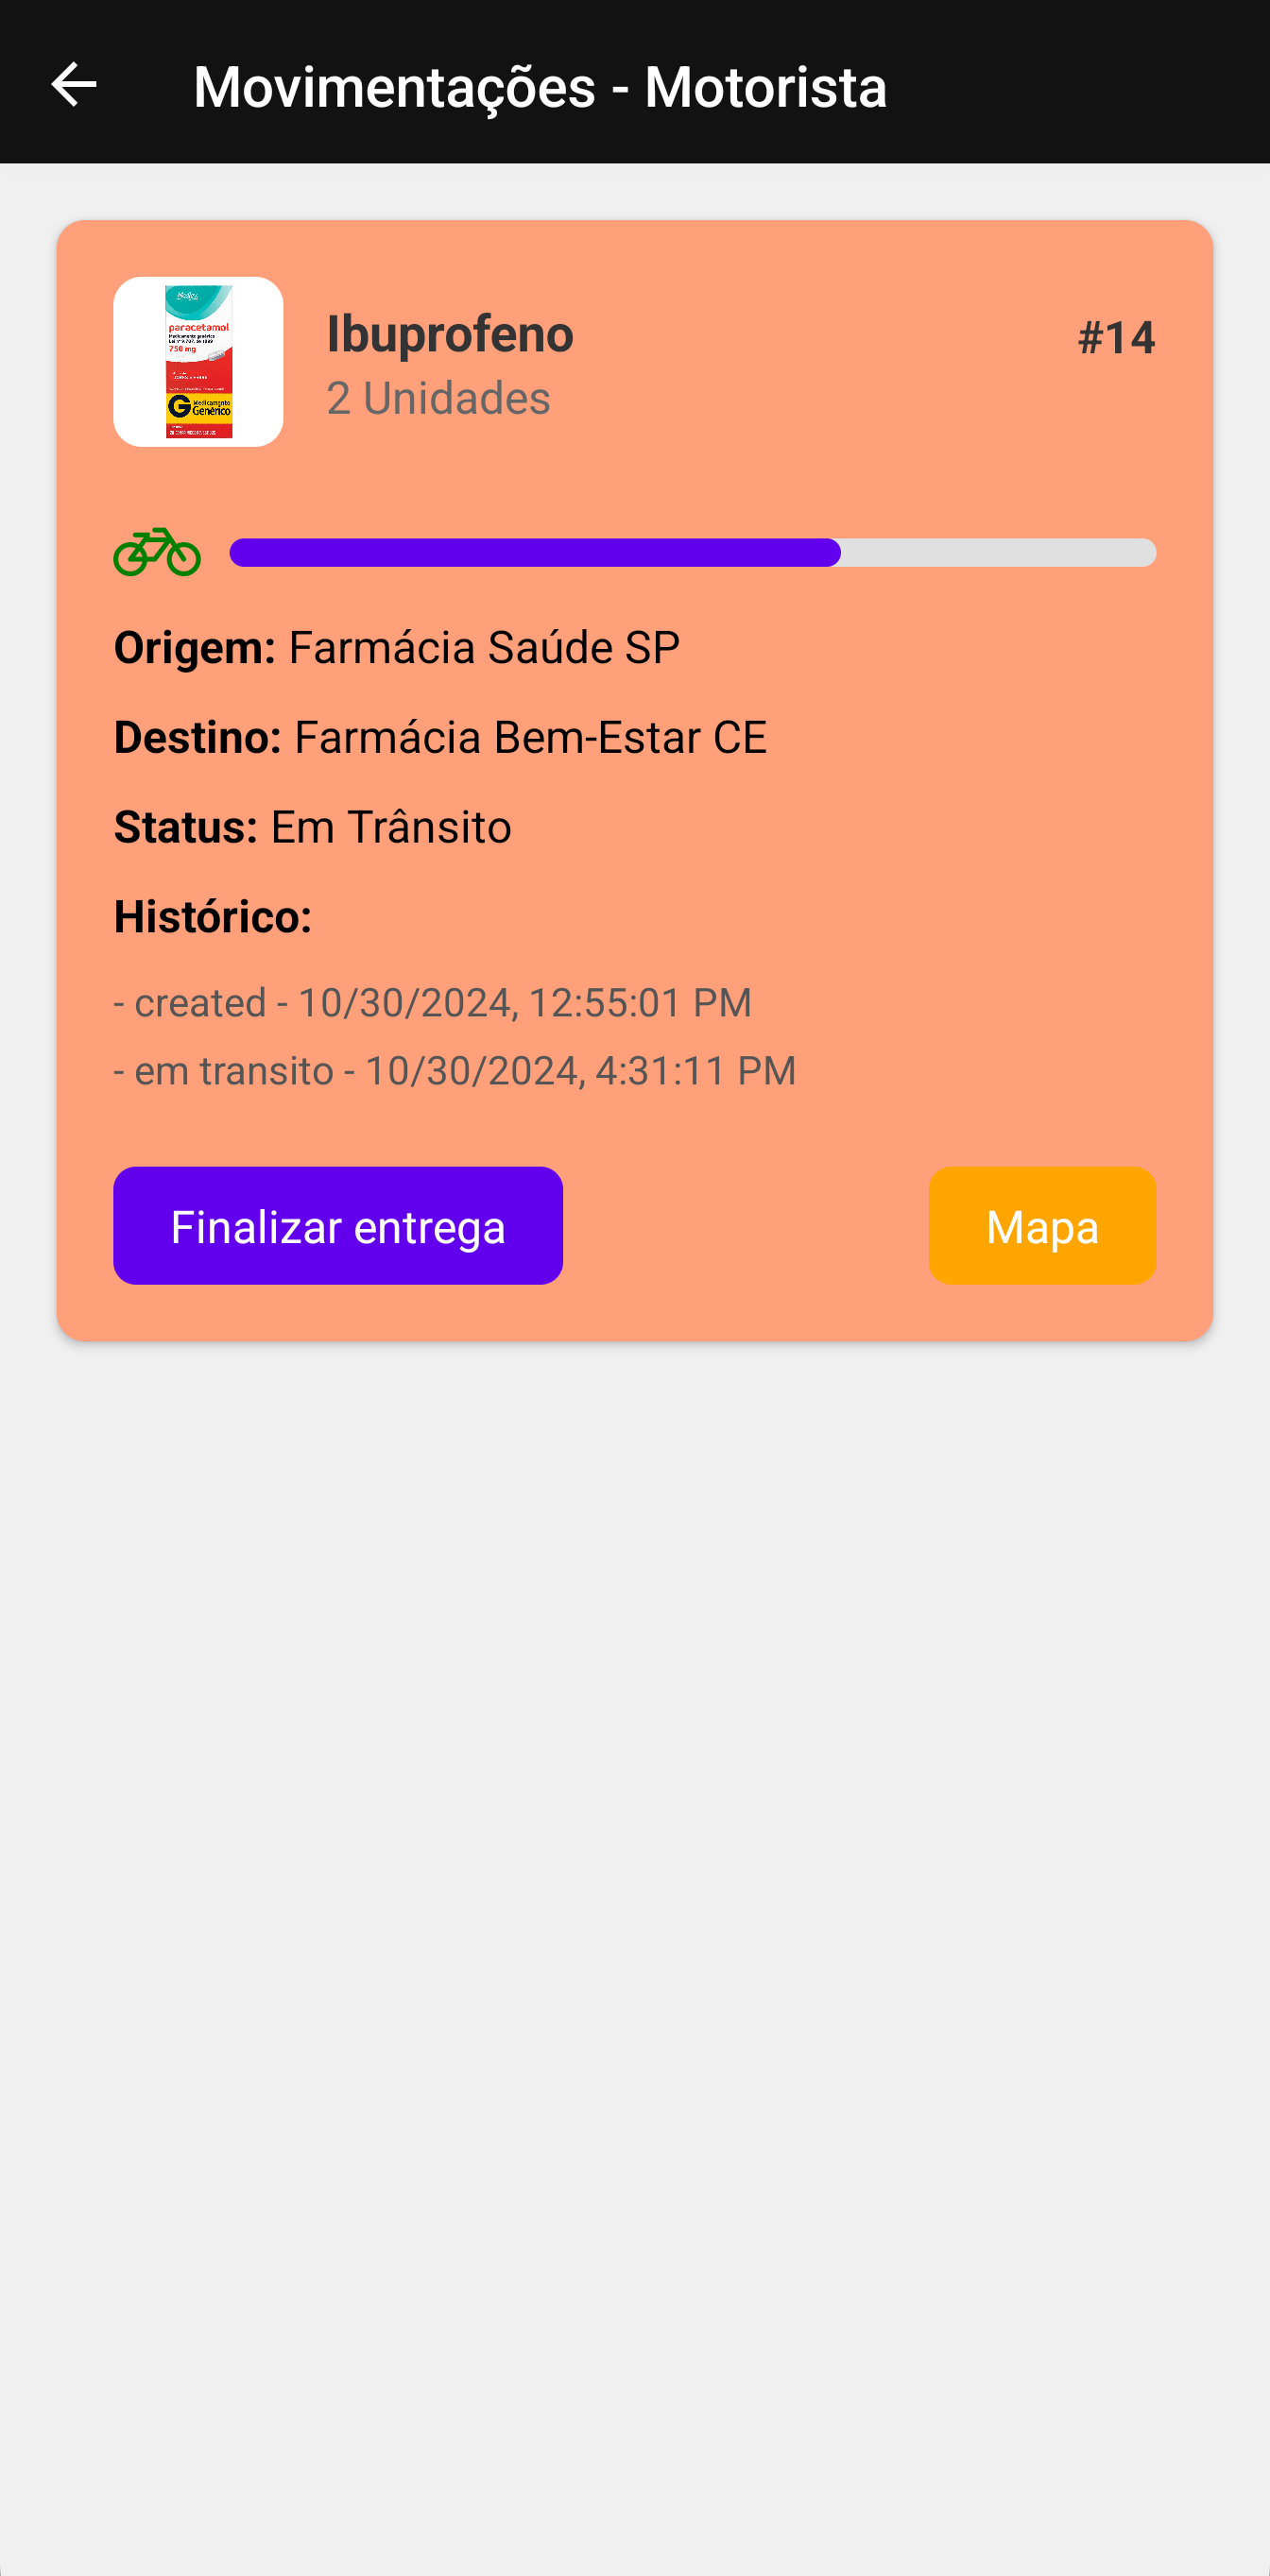 Movimentações - Motorista
paracetamol
750 mg
G Medicamento
Genérico
Ibuprofeno
#14
2 Unidades
Origem: Farmácia Saúde SP
Destino: Farmácia Bem-Estar CE
Status: Em Trânsito
Histórico:
- created - 10/30/2024, 12:55:01 PM
- em transito - 10/30/2024, 4:31:11 PM
Finalizar entrega
Mapa